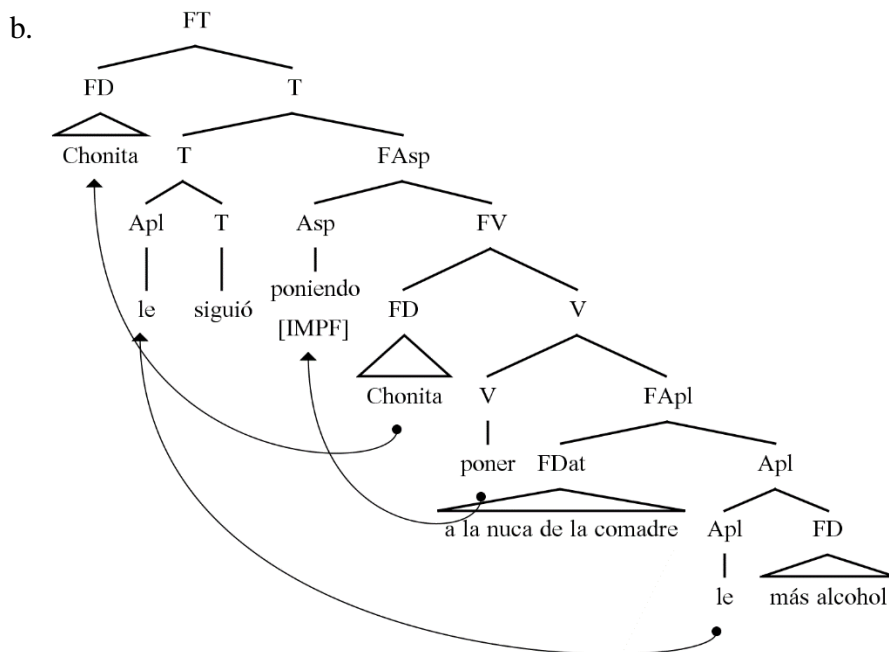 b.
FT
FD T
Chonita T FAsp
Apl T Asp FV
le siguió poniendo FD V
[IMPF]
Chonita V FApl
poner FDat Apl
a la nuca de la comadre Apl FD
le más alcohol